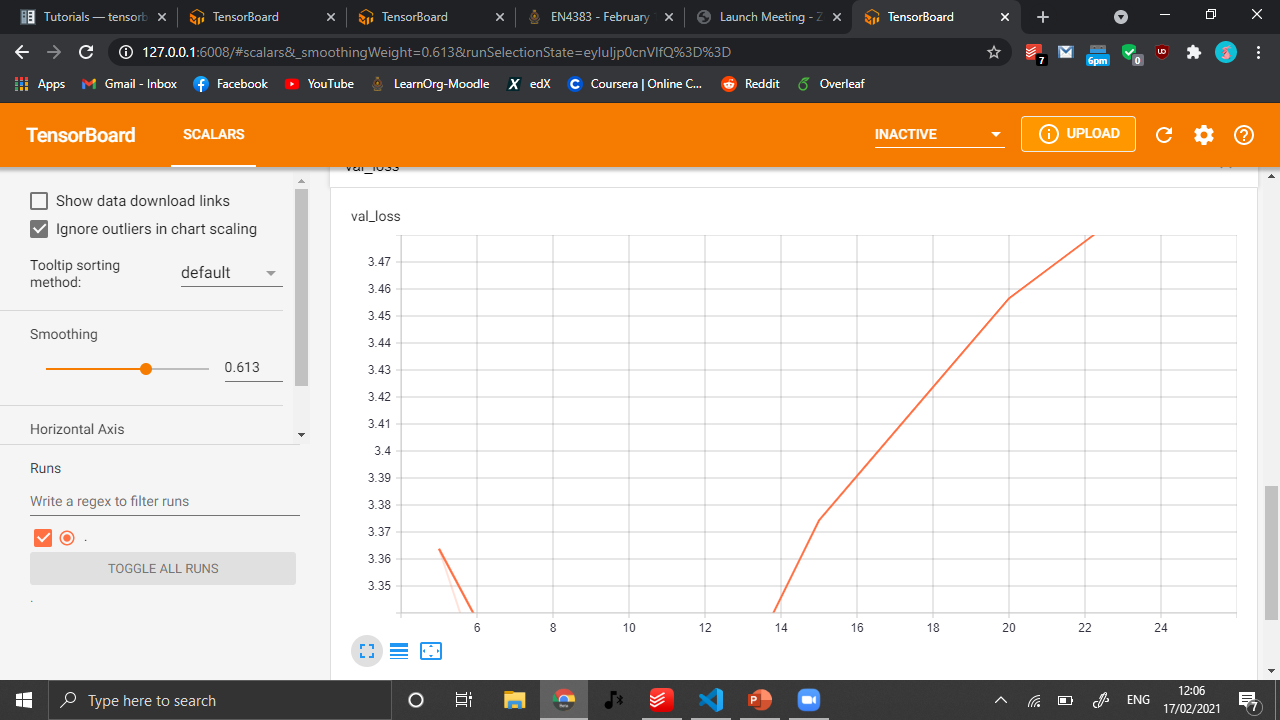 Tutorials — tensorb
TensorBoard
TensorBoard
EN4383 - February
Launch Meeting - Z
TensorBoard
127.0.0.1:6008/#scalars&_smoothingWeight=0.613&runSelectionState=eyIuIjp0cnVlfQ%3D%3D
7
6pm
0
Apps
Gmail - Inbox
Facebook
YouTube
LearnOrg-Moodle
edX
Coursera | Online C...
Reddit
Overleaf
TensorBoard
SCALARS
INACTIVE
UPLOAD
Show data download links
Ignore outliers in chart scaling
Tooltip sorting
method:
default
Smoothing
0.613
Horizontal Axis
Runs
Write a regex to filter runs
.
TOGGLE ALL RUNS
.
val_loss
val_loss
3.47
3.46
3.45
3.44
3.43
3.42
3.41
3.4
3.39
3.38
3.37
3.36
3.35
6 8 10 12 14 16 18 20 22 24
Type here to search
ENG
12:06
17/02/2021
7